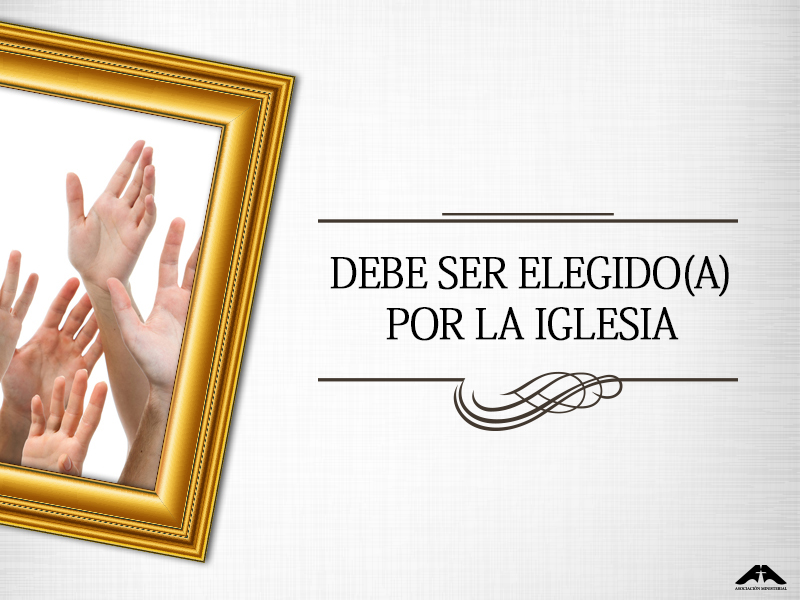 DEBE SER ELEGIDO(A)
POR LA IGLESIA
ASOCIACIÓN MINISTERIAL